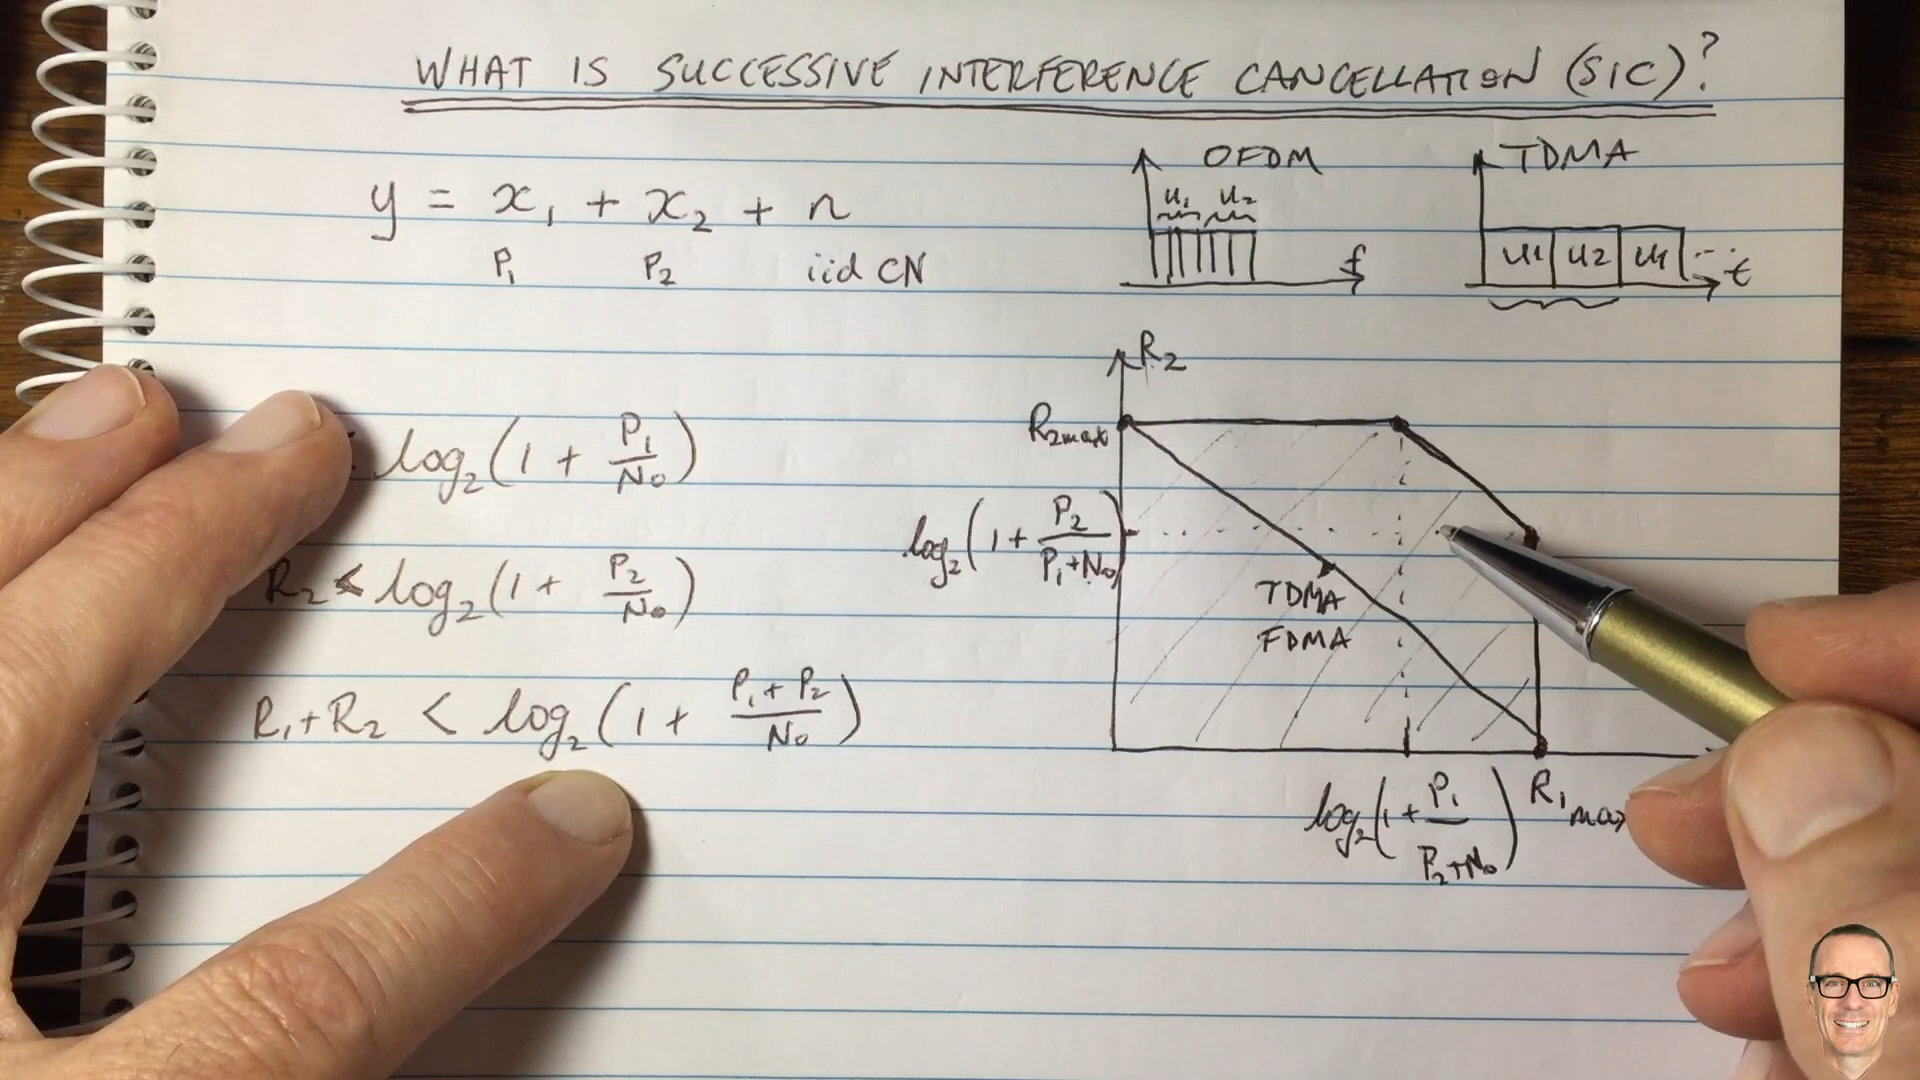 WHAT IS SUCCESSIVE INTERFERENCE CANCELLATION (SIC)?
y = x₁ + x₂ + n
P₁ P₂ iid CN
OFDM
u₁ u₂
f
TDMA
u1 u2 u1 ...
t
< log₂(1 + P₁/N₀)
R₂ < log₂(1 + P₂/N₀)
R₁+R₂ < log₂(1 + (P₁+P₂)/N₀)
R₂
R₂max
log₂(1 + P₂/(P₁+N₀))
TDMA
FDMA
log₂(1 + P₁/(P₂+N₀))
R₁max